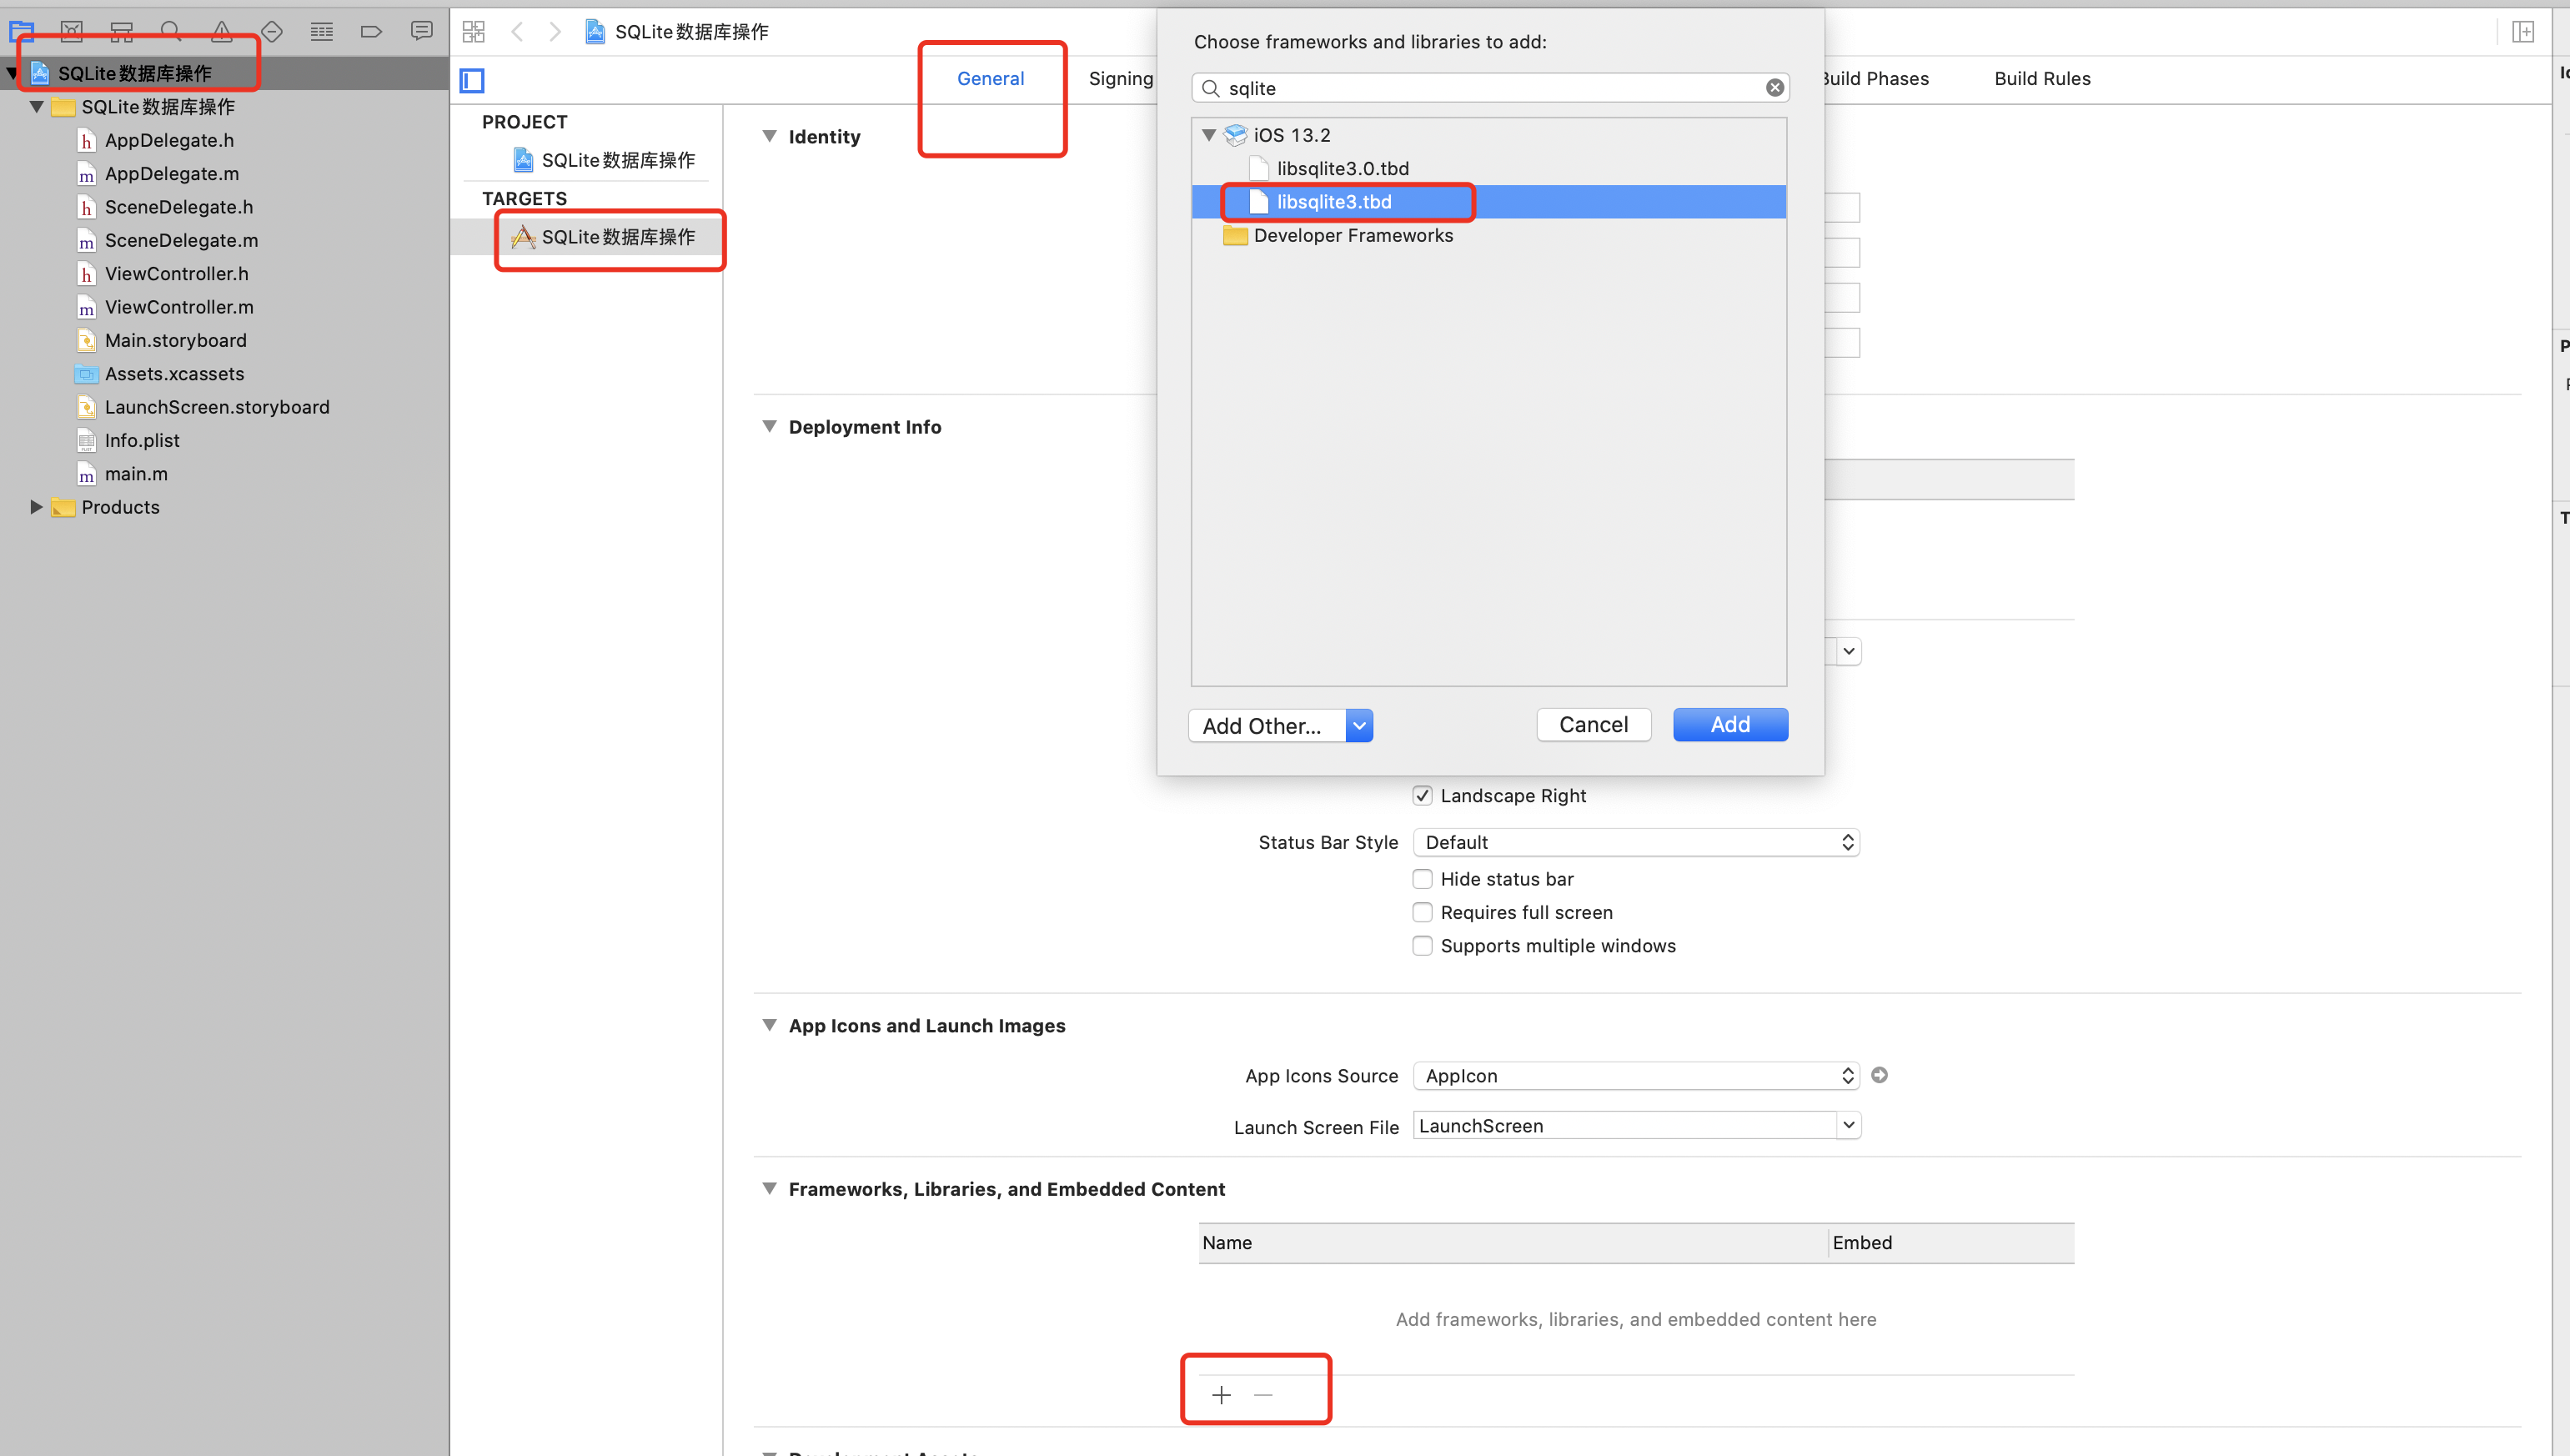 SQLite数据库操作
SQLite数据库操作
AppDelegate.h
AppDelegate.m
SceneDelegate.h
SceneDelegate.m
ViewController.h
ViewController.m
Main.storyboard
Assets.xcassets
LaunchScreen.storyboard
Info.plist
main.m
Products
SQLite数据库操作
General
Signing
Build Phases
Build Rules
PROJECT
SQLite数据库操作
TARGETS
SQLite数据库操作
Choose frameworks and libraries to add:
sqlite
iOS 13.2
libsqlite3.0.tbd
libsqlite3.tbd
Developer Frameworks
Add Other...
Cancel
Add
Identity
Deployment Info
Landscape Right
Status Bar Style
Default
Hide status bar
Requires full screen
Supports multiple windows
App Icons and Launch Images
App Icons Source
AppIcon
Launch Screen File
LaunchScreen
Frameworks, Libraries, and Embedded Content
Name
Embed
Add frameworks, libraries, and embedded content here